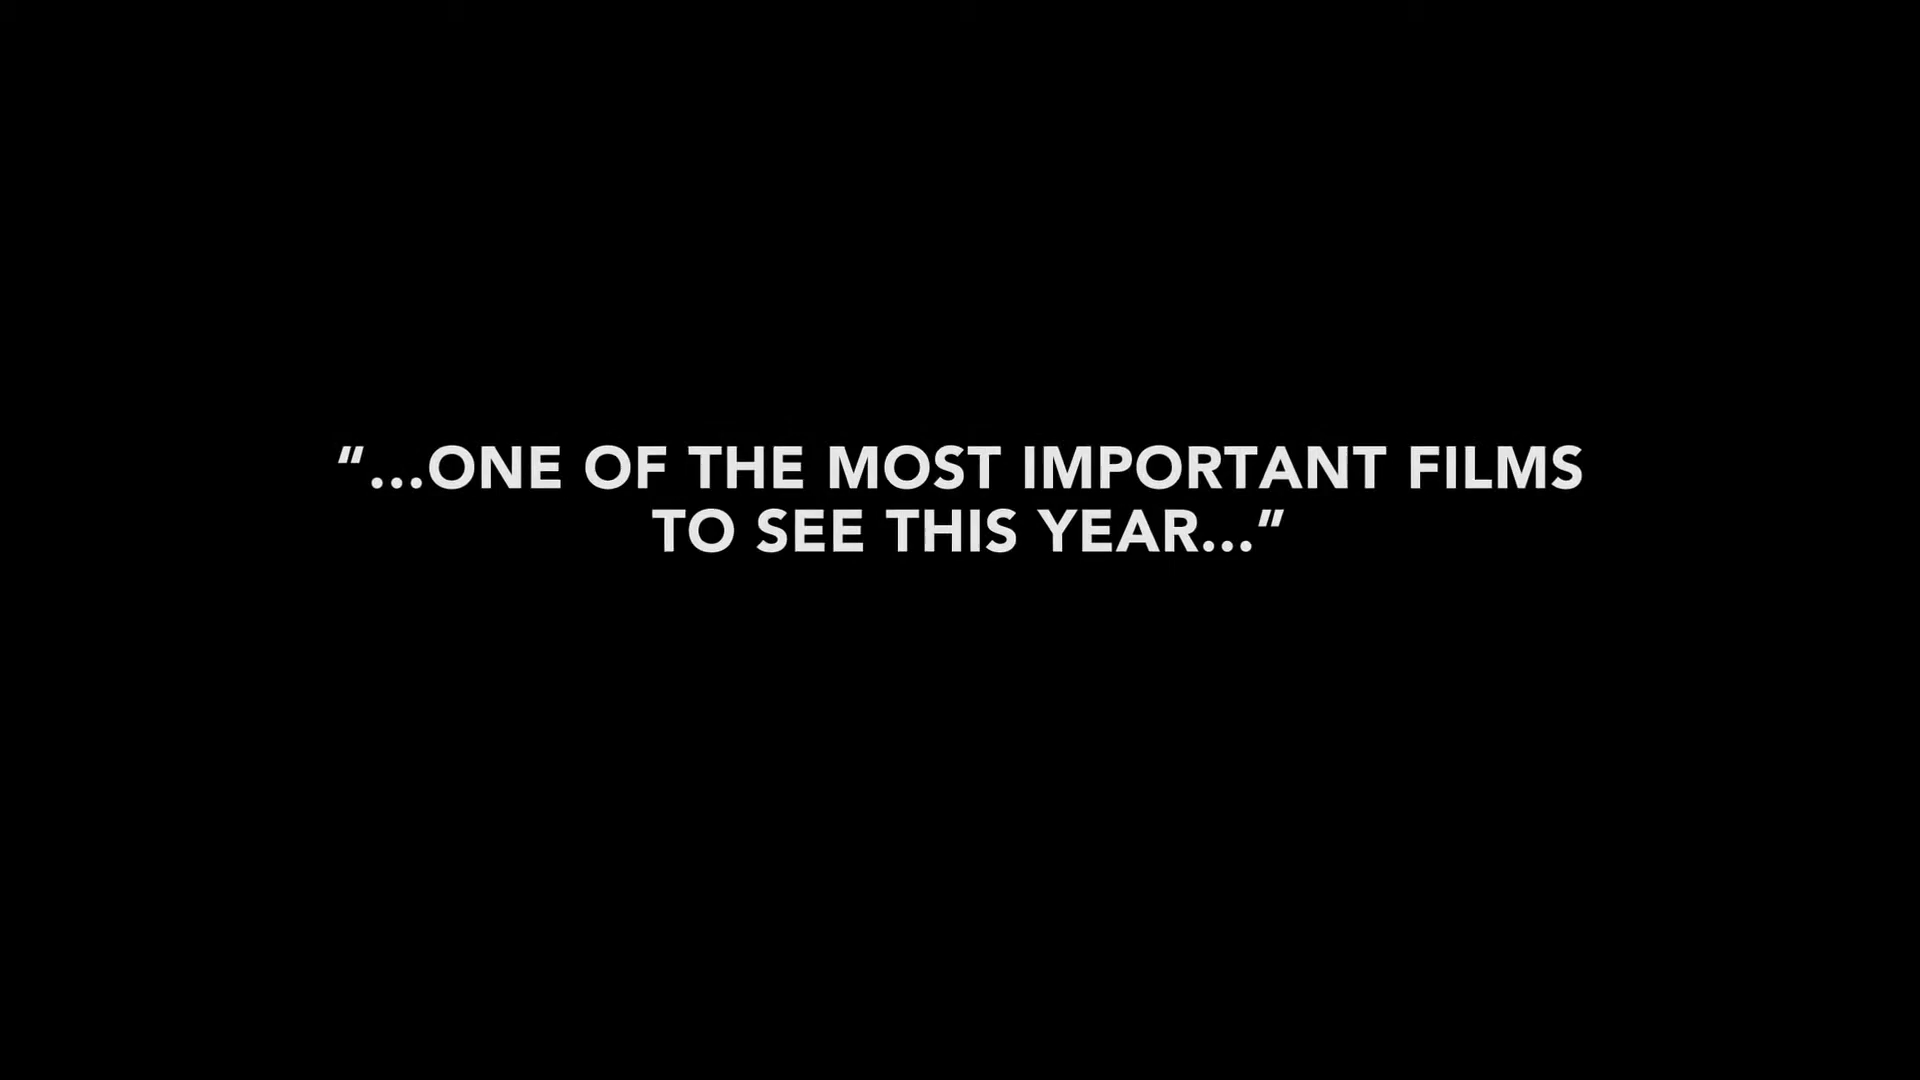 “...ONE OF THE MOST IMPORTANT FILMS
TO SEE THIS YEAR...”